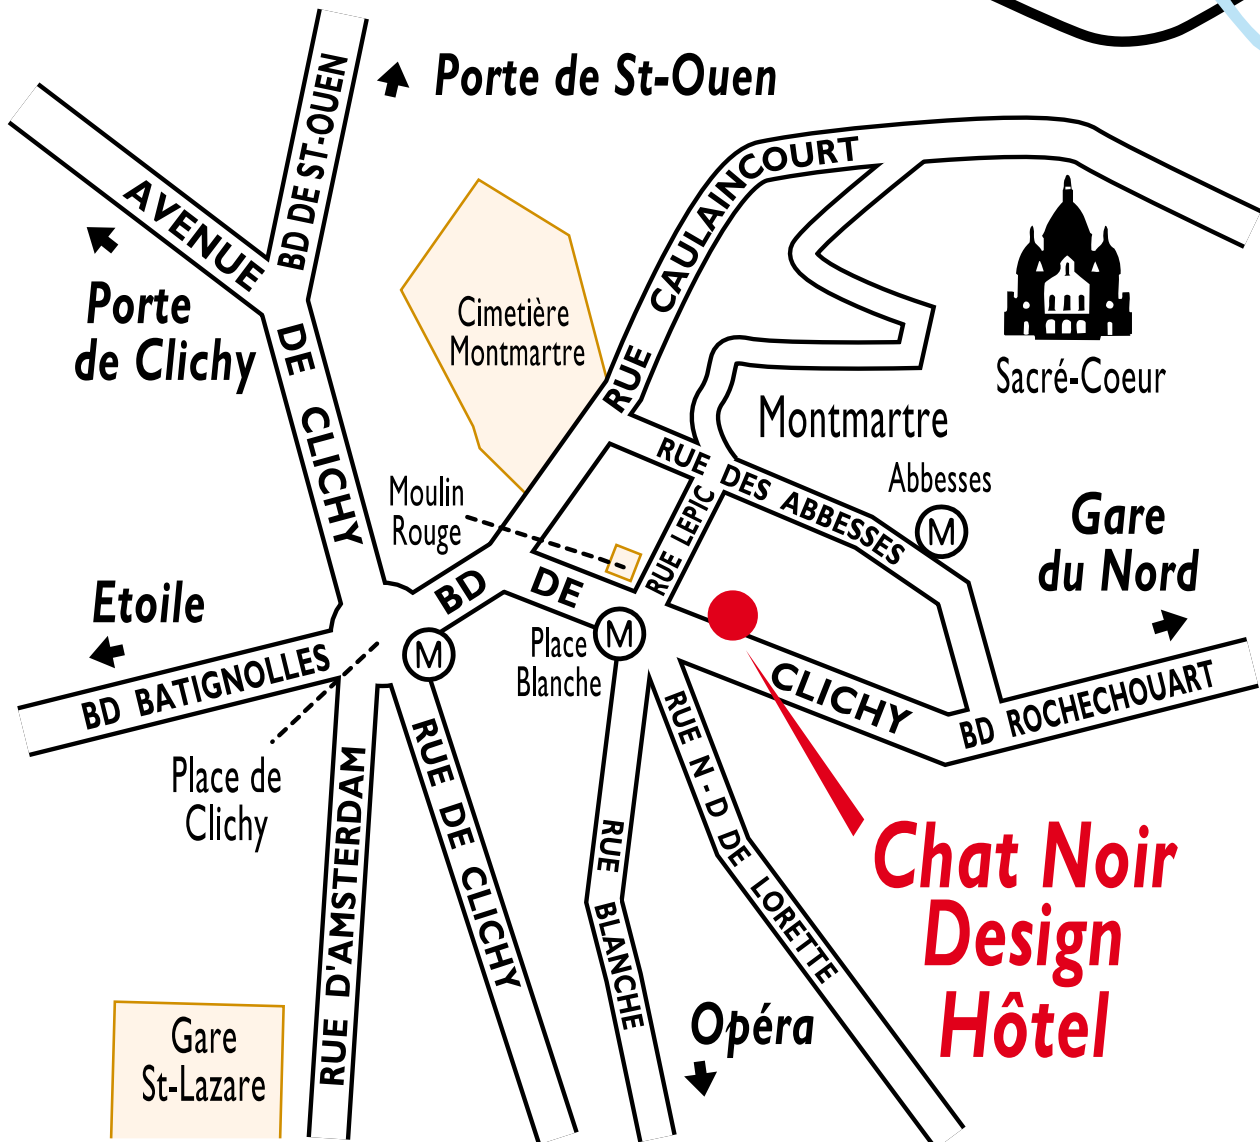 Porte de St-Ouen
BD DE ST-OUEN
AVENUE DE CLICHY
RUE CAULAINCOURT
Porte
de Clichy
Cimetière
Montmartre
Sacré-Coeur
Montmartre
RUE DES ABBESSES
Abbesses
M
Moulin
Rouge
RUE LEPIC
Gare
du Nord
Etoile
BD DE CLICHY
Place
Blanche
M
M
BD BATIGNOLLES
BD ROCHECHOUART
Place de
Clichy
RUE D'AMSTERDAM
RUE DE CLICHY
RUE BLANCHE
RUE N-D DE LORETTE
Chat Noir
Design
Hôtel
Opéra
Gare
St-Lazare